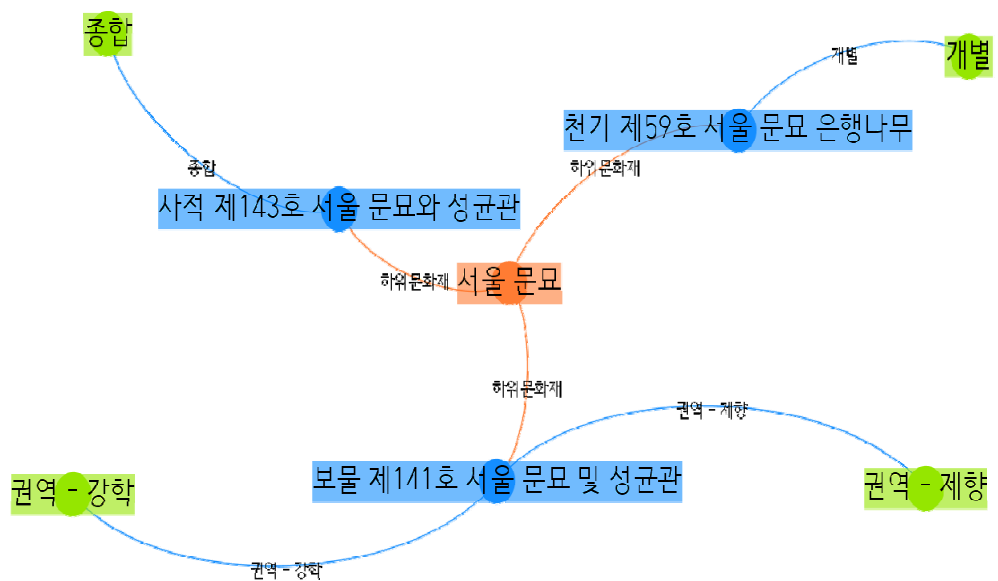 종합
개별
개별
천기 제59호 서울 문묘 은행나무
하위문화재
종합
사적 제143호 서울 문묘와 성균관
하위문화재
서울 문묘
하위문화재
권역 - 제향
보물 제141호 서울 문묘 및 성균관
권역 - 강학
권역 - 제향
권역 - 강학